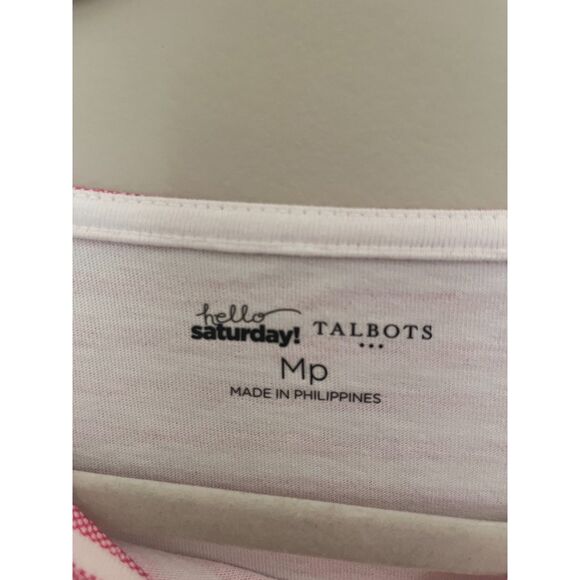 hello
saturday! TALBOTS
Mp
MADE IN PHILIPPINES